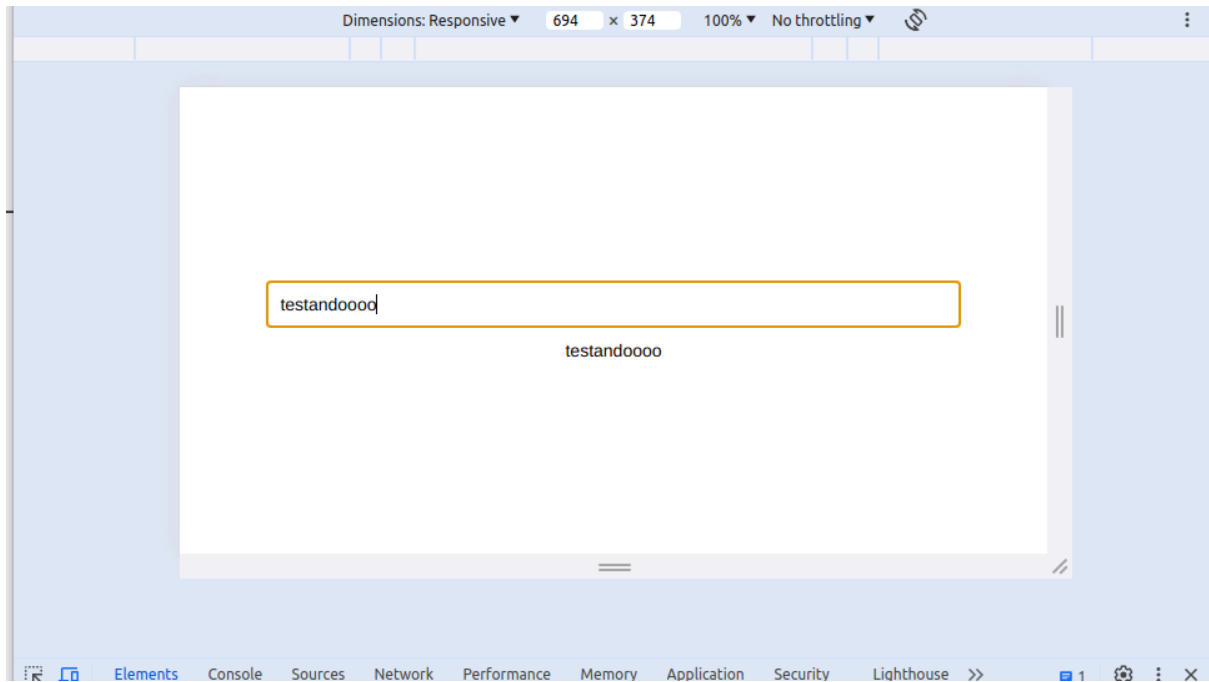 Dimensions: Responsive ▼ 694 × 374 100% ▼ No throttling ▼
testandoooo
testandoooo
Elements Console Sources Network Performance Memory Application Security Lighthouse >> 1